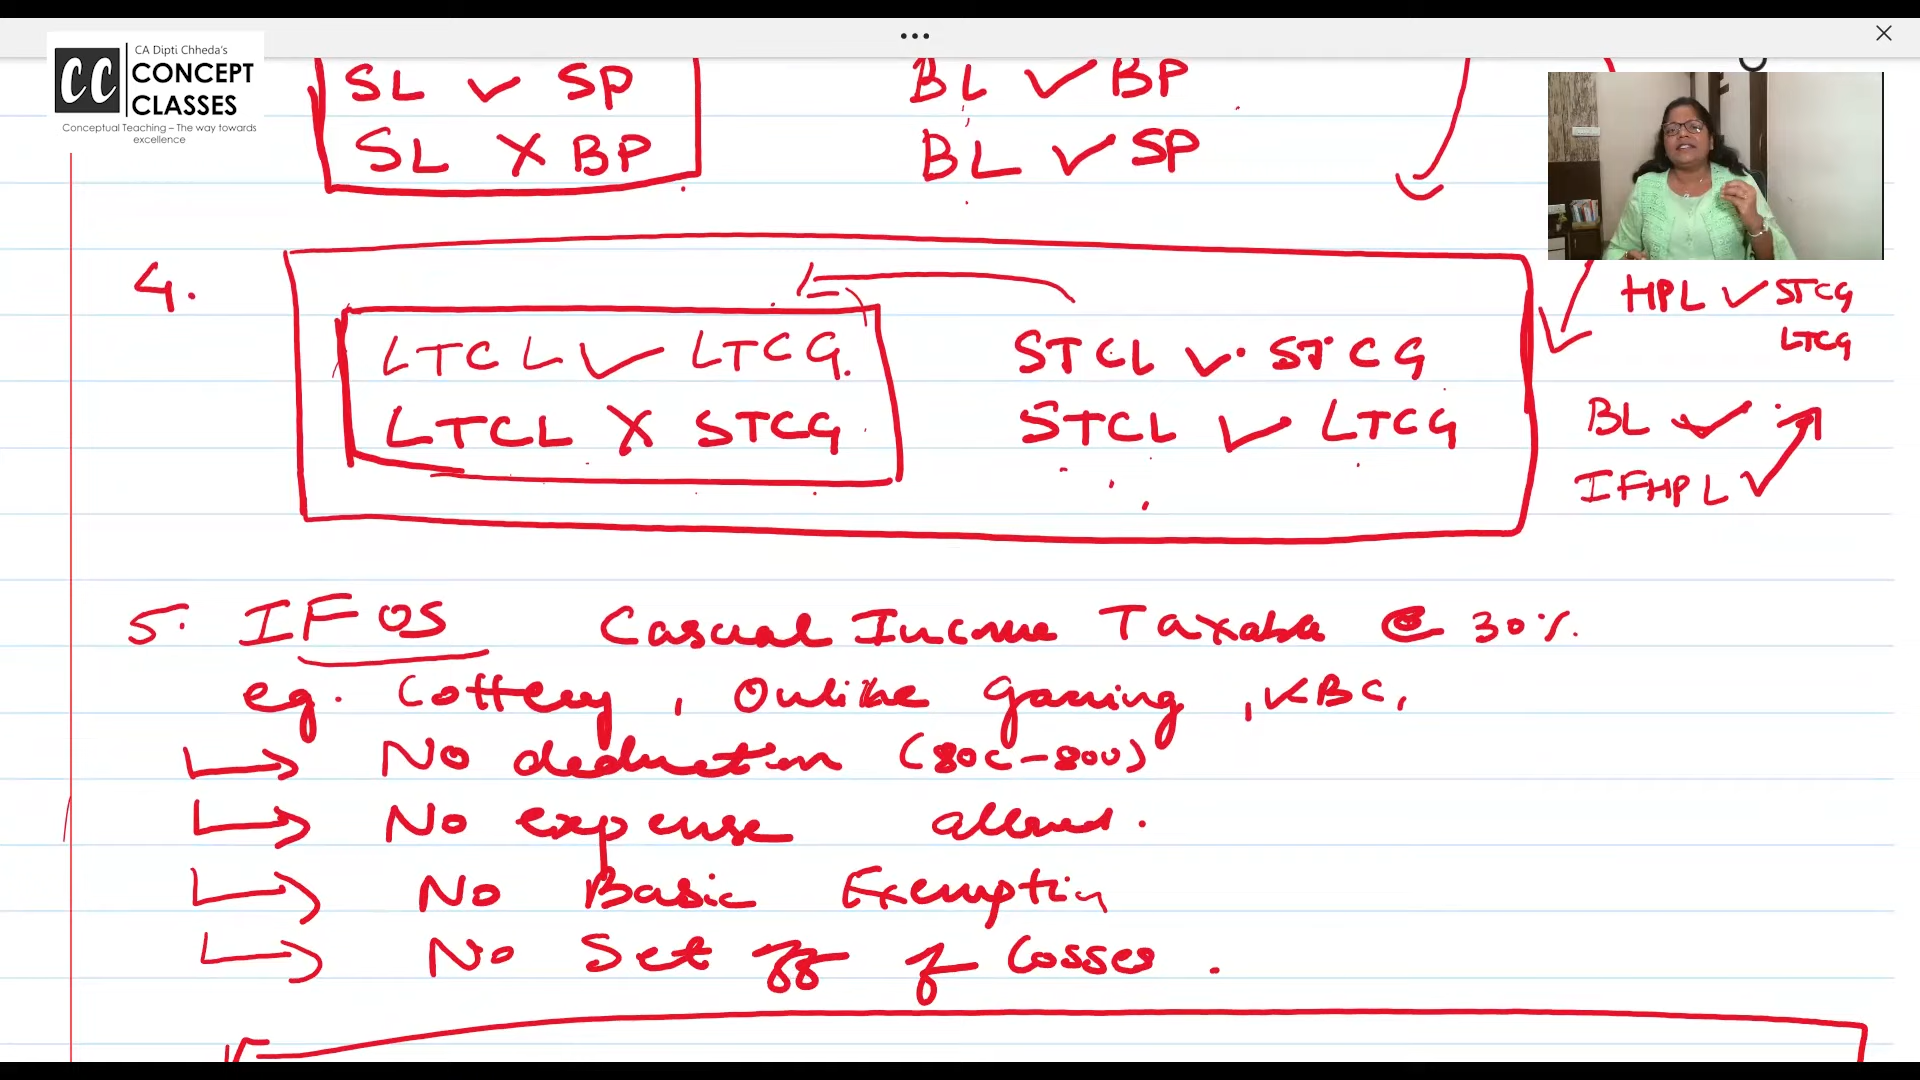 CA Dipti Chheda's
CC CONCEPT
CLASSES
Conceptual Teaching – The way towards
excellence
SL ✓ SP
BL ✓ BP
SL X BP
BL ✓ SP
4.
LTCL ✓ LTCG.
STCL ✓ STCG
LTCL X STCG
STCL ✓ LTCG
HPL ✓ STCG
LTCG
BL ✓
IFHPL ✓
5. IFOS Casual Income Taxable @ 30%.
eg. Lottery, Online gaming, KBC,
No deduction (80C-80U)
No expense allowed.
No Basic Exemption
No Set off of Losses.